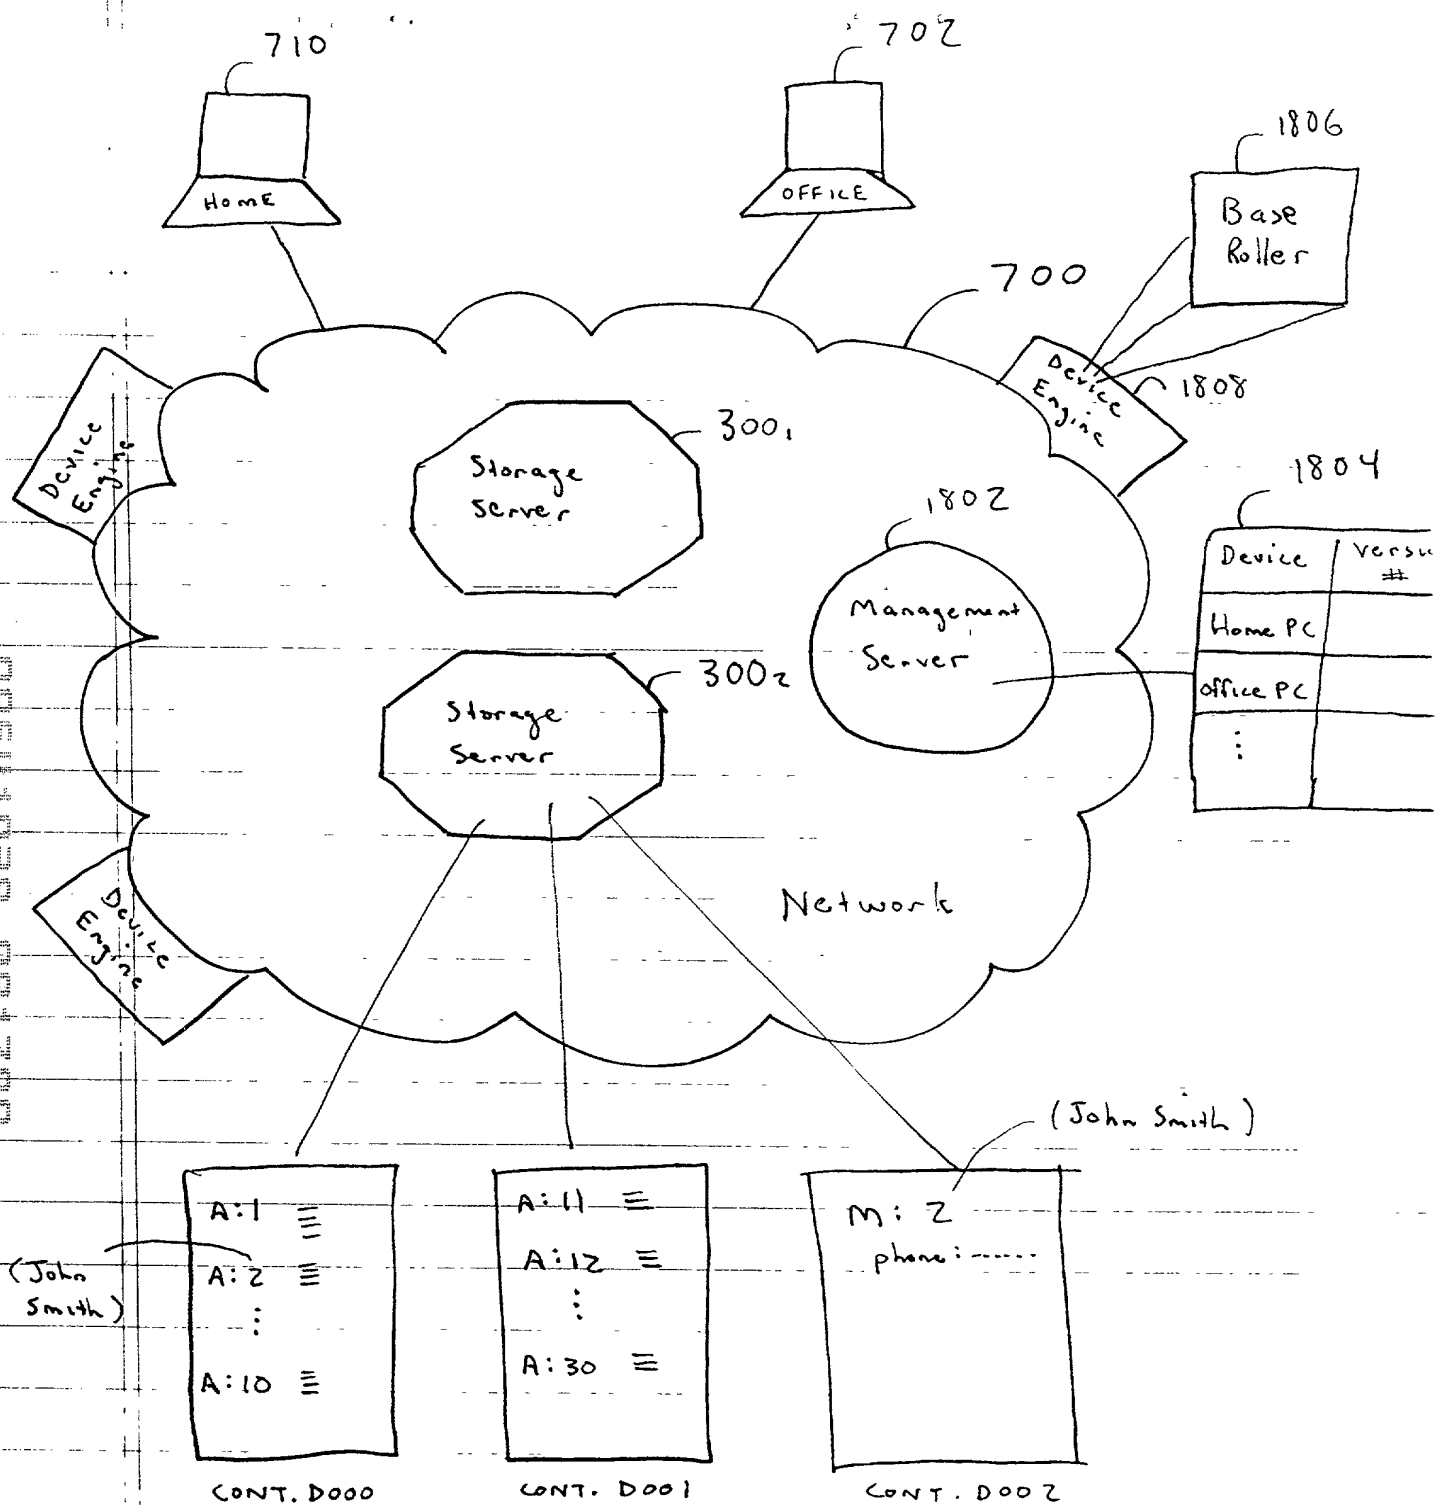 710
702
1806
HOME
OFFICE
Base
Roller
700
Device
Engine
1808
Device
Engine
300₁
Storage
Server
1804
1802
Device
#
Management
Server
Home PC
300₂
office PC
Storage
Server
⋮
Network
Device
Engine
(John Smith)
A:1
A:11
M: 2
A:12
phone:------
(John
Smith)
A:2
⋮
⋮
A:30
A:10
CONT. D000
CONT. D001
CONT. D002